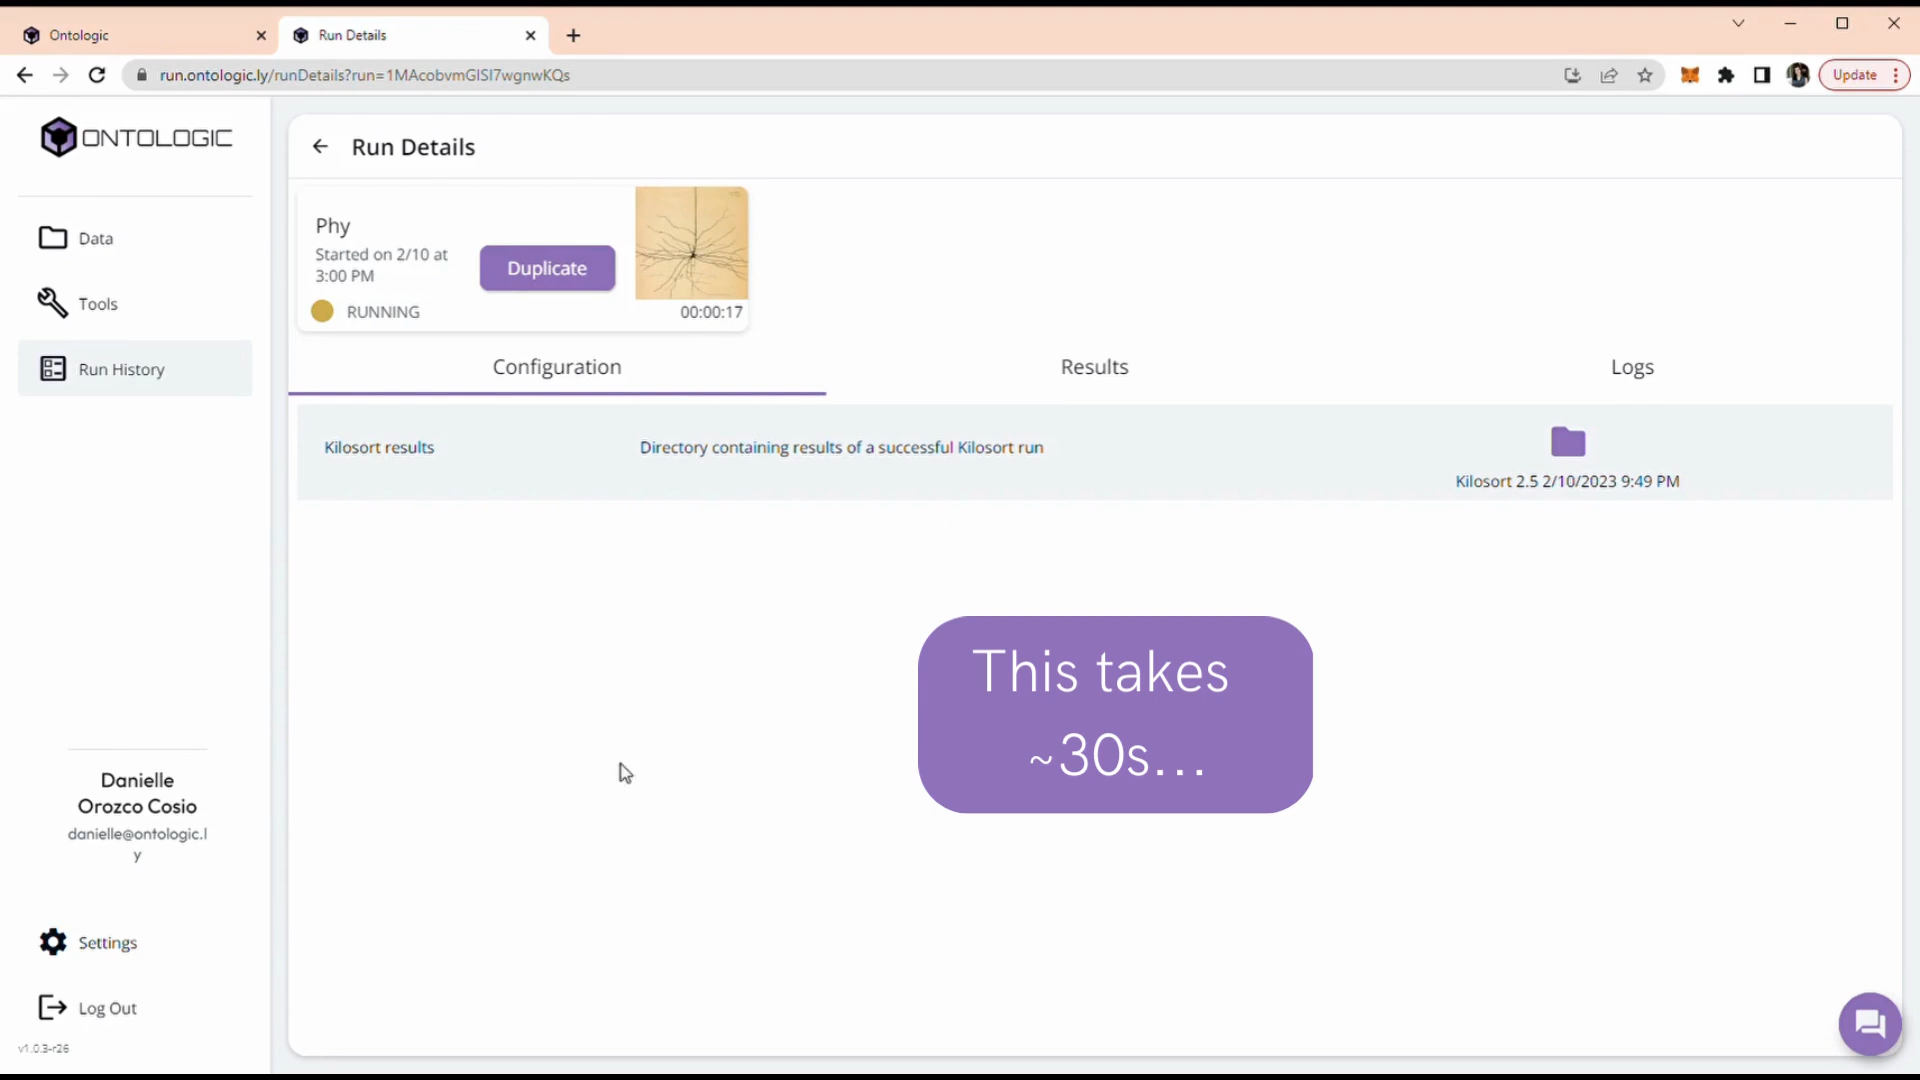 Ontologic
Run Details
run.ontologic.ly/runDetails?run=1MAcobvmGlSI7wgnwKQs
Update
ONTOLOGIC
Run Details
Data
Tools
Run History
Phy
Started on 2/10 at
3:00 PM
Duplicate
RUNNING
00:00:17
Configuration
Results
Logs
Kilosort results
Directory containing results of a successful Kilosort run
Kilosort 2.5 2/10/2023 9:49 PM
This takes
~30s...
Danielle
Orozco Cosio
danielle@ontologic.l
y
Settings
Log Out
v1.0.3-r26